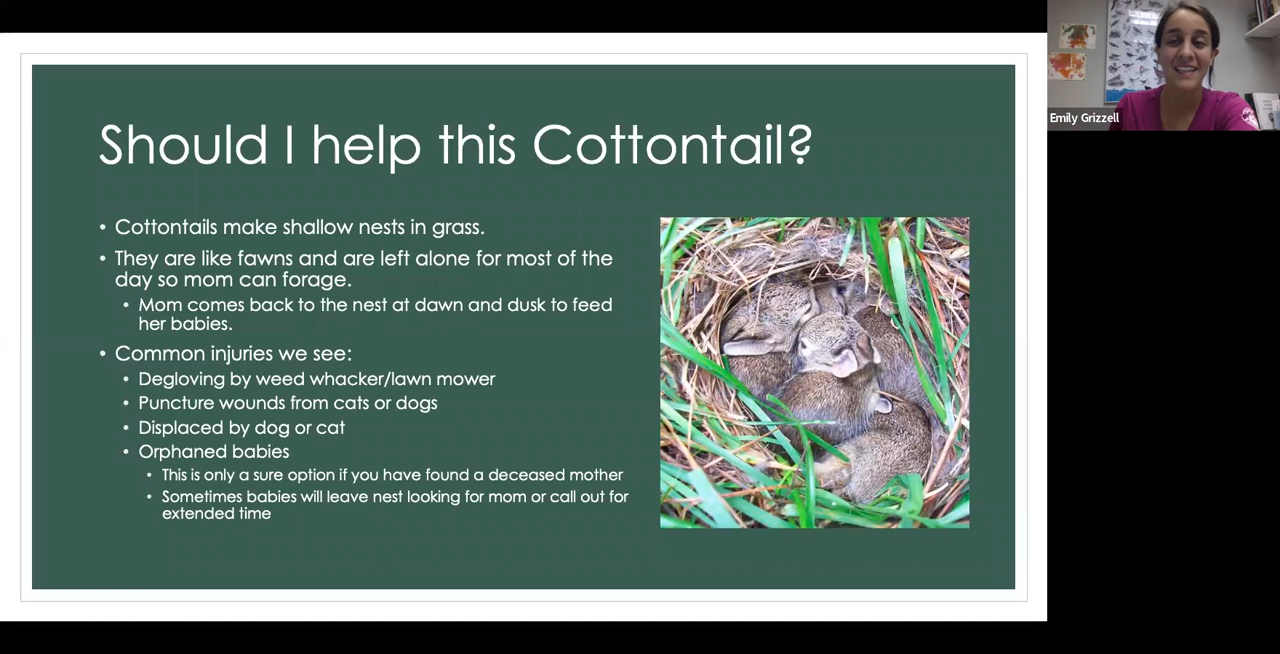 Should I help this Cottontail?
• Cottontails make shallow nests in grass.
• They are like fawns and are left alone for most of the
day so mom can forage.
• Mom comes back to the nest at dawn and dusk to feed
her babies.
• Common injuries we see:
• Degloving by weed whacker/lawn mower
• Puncture wounds from cats or dogs
• Displaced by dog or cat
• Orphaned babies
• This is only a sure option if you have found a deceased mother
• Sometimes babies will leave nest looking for mom or call out for
extended time
Emily Grizzell